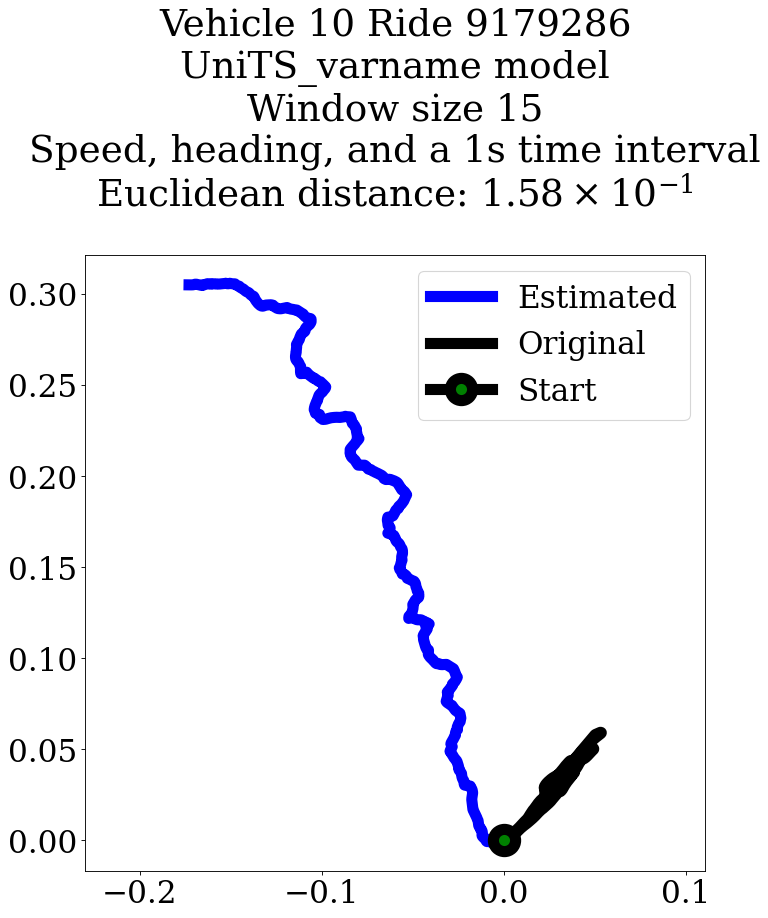 Vehicle 10 Ride 9179286
UniTS_varname model
Window size 15
Speed, heading, and a 1s time interval
Euclidean distance: 1.58 × 10⁻¹
Estimated
Original
Start
0.30
0.25
0.20
0.15
0.10
0.05
0.00
−0.2
−0.1
0.0
0.1